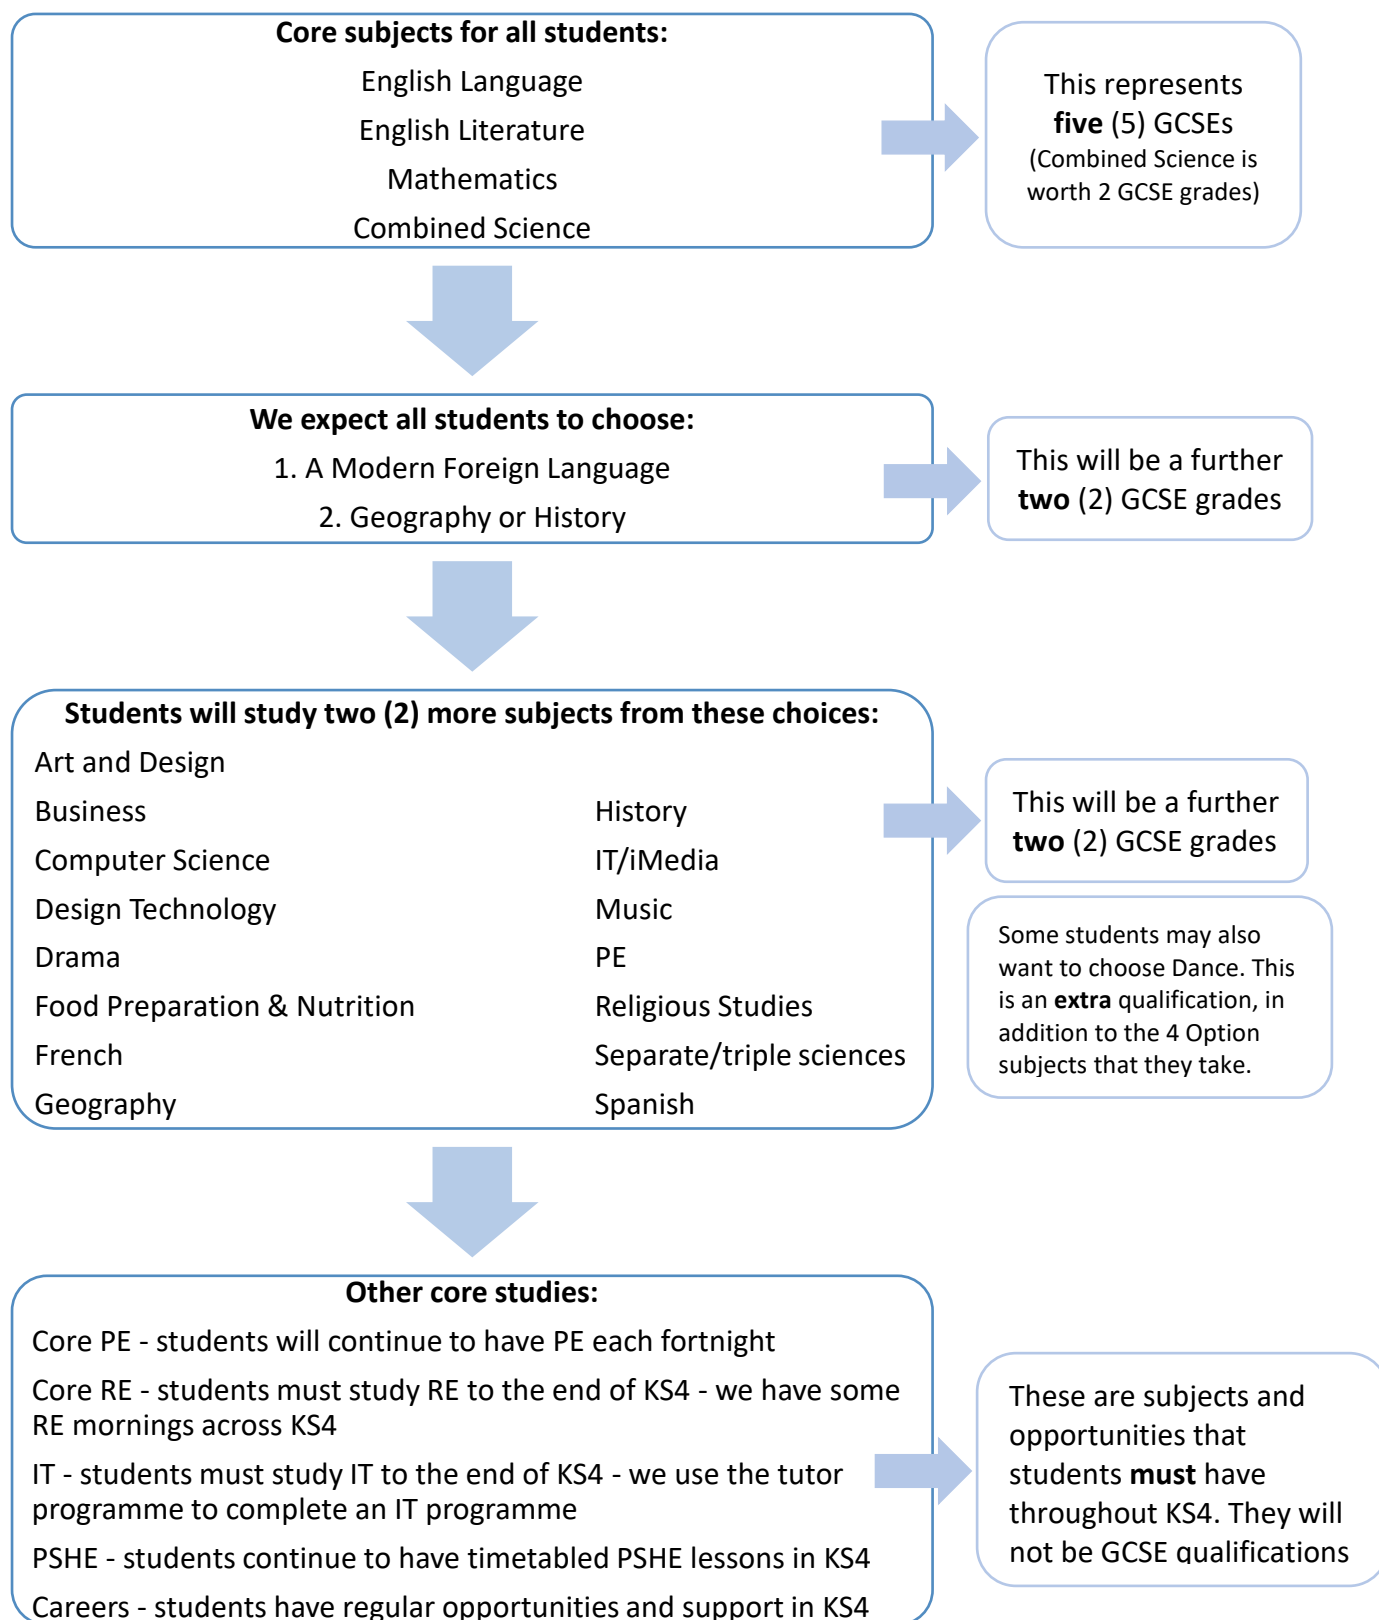 Core subjects for all students:
English Language
English Literature
Mathematics
Combined Science
This represents
five (5) GCSEs
(Combined Science is
worth 2 GCSE grades)
We expect all students to choose:
1. A Modern Foreign Language
2. Geography or History
This will be a further
two (2) GCSE grades
Students will study two (2) more subjects from these choices:
Art and Design
Business
Computer Science
Design Technology
Drama
Food Preparation & Nutrition
French
Geography
History
IT/iMedia
Music
PE
Religious Studies
Separate/triple sciences
Spanish
This will be a further
two (2) GCSE grades
Some students may also
want to choose Dance. This
is an extra qualification, in
addition to the 4 Option
subjects that they take.
Other core studies:
Core PE - students will continue to have PE each fortnight
Core RE - students must study RE to the end of KS4 - we have some
RE mornings across KS4
IT - students must study IT to the end of KS4 - we use the tutor
programme to complete an IT programme
PSHE - students continue to have timetabled PSHE lessons in KS4
Careers - students have regular opportunities and support in KS4
These are subjects and
opportunities that
students must have
throughout KS4. They will
not be GCSE qualifications